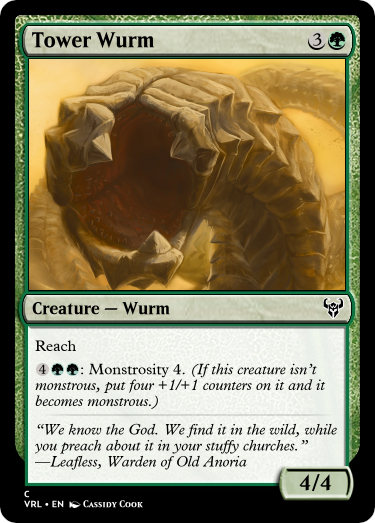 Tower Wurm 3
Creature — Wurm
Reach
4: Monstrosity 4. (If this creature isn't
monstrous, put four +1/+1 counters on it and it
becomes monstrous.)
“We know the God. We find it in the wild, while
you preach about it in your stuffy churches.”
—Leafless, Warden of Old Anoria
4/4
C
VRL • EN Cassidy Cook